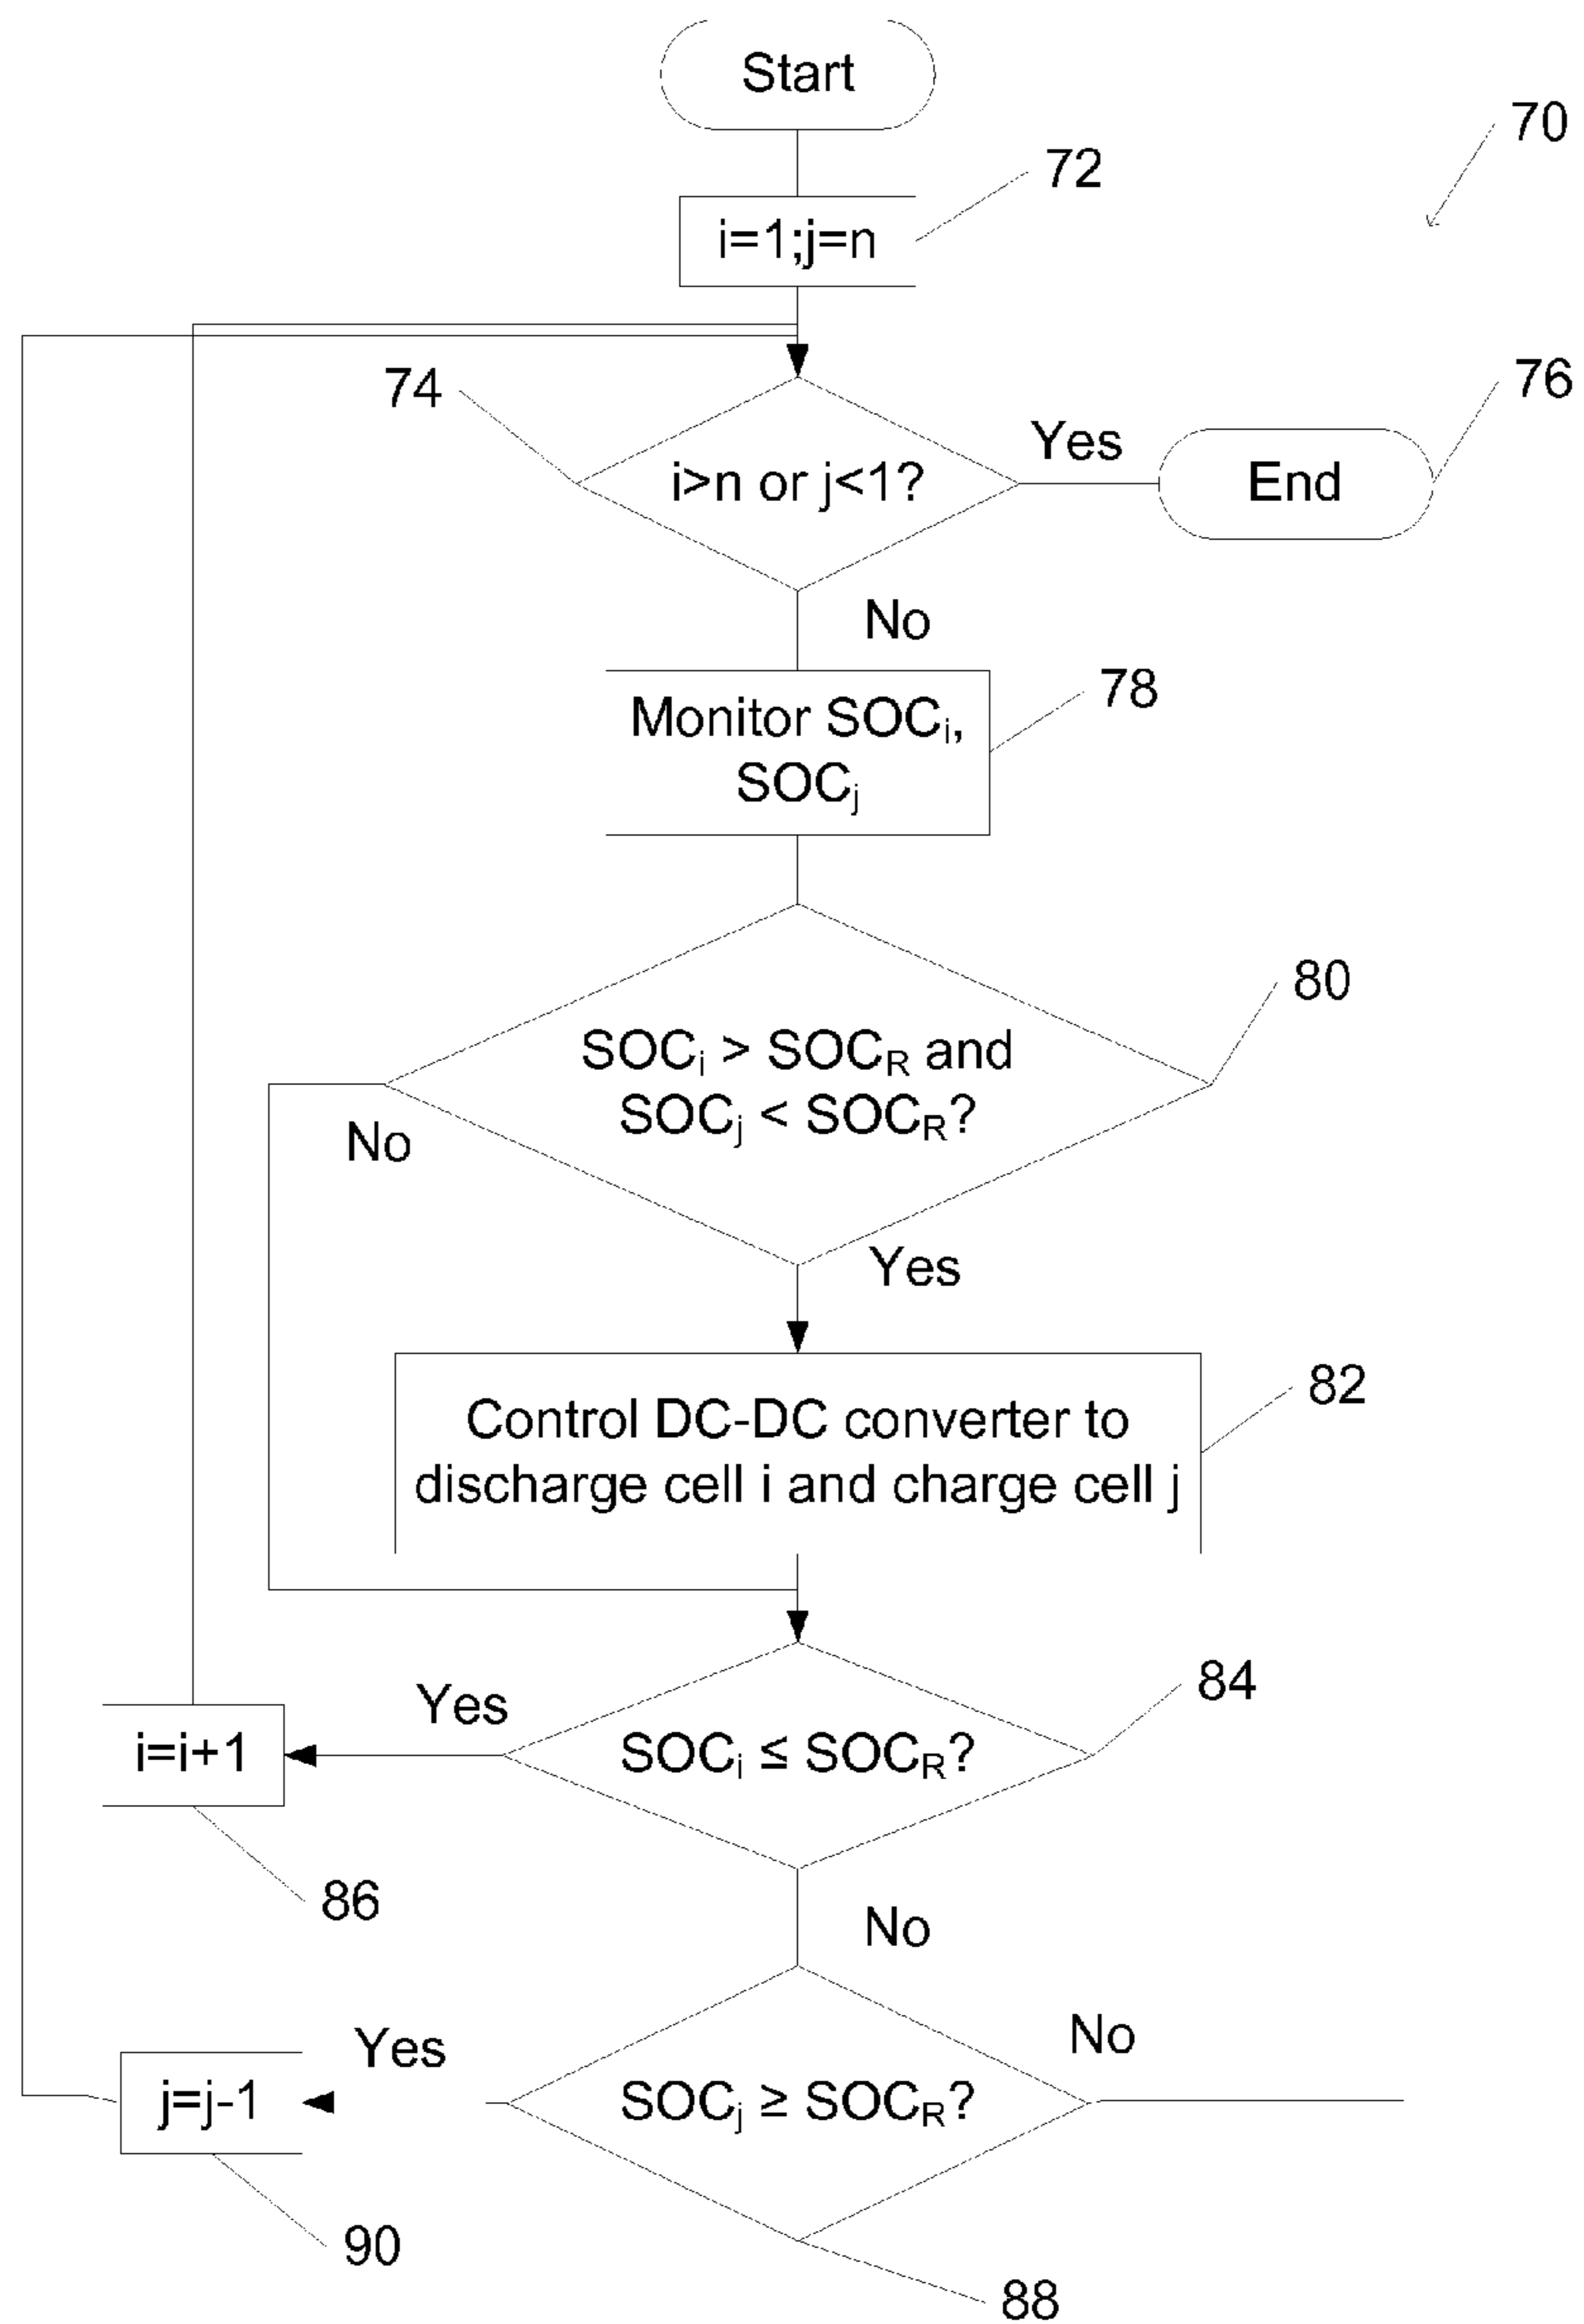 Start
70
72
i=1;j=n
74
76
Yes
i>n or j<1?
End
No
78
Monitor SOCi,
SOCj
80
SOCi > SOCR and
SOCj < SOCR?
No
Yes
82
Control DC-DC converter to
discharge cell i and charge cell j
84
Yes
i=i+1
SOCi ≤ SOCR?
86
No
No
Yes
j=j-1
SOCj ≥ SOCR?
90
88